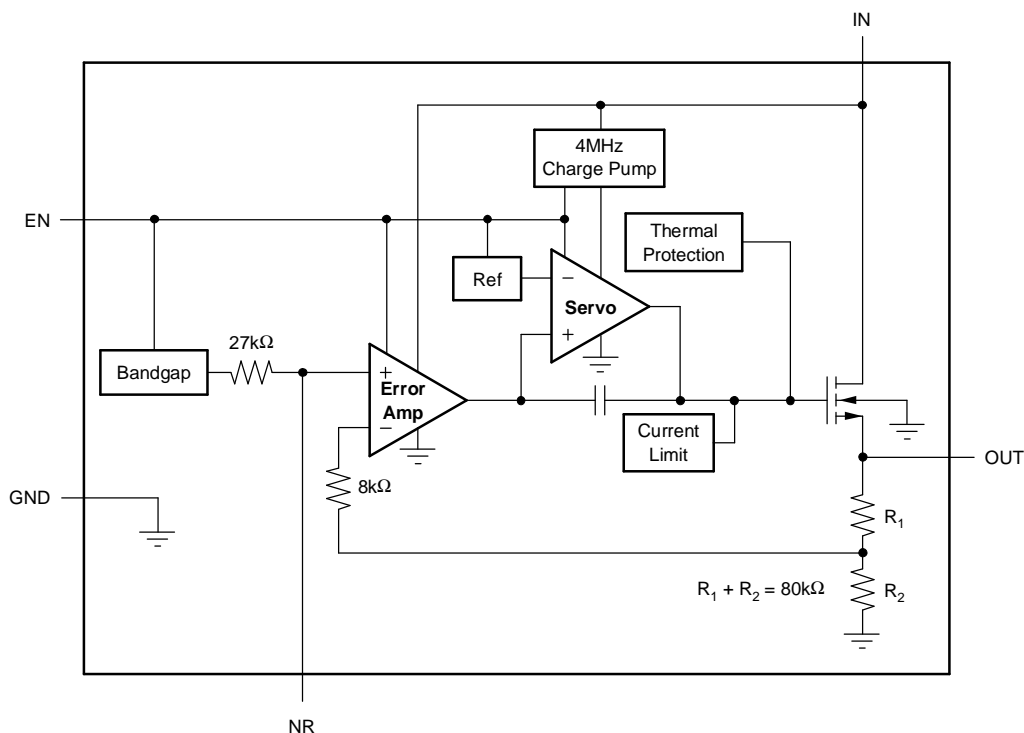 IN
4MHz
Charge Pump
EN
Thermal
Protection
Ref
−
Servo
+
27kΩ
Bandgap
+
Error
Amp
−
Current
Limit
OUT
8kΩ
GND
R1
R1 + R2 = 80kΩ
R2
NR